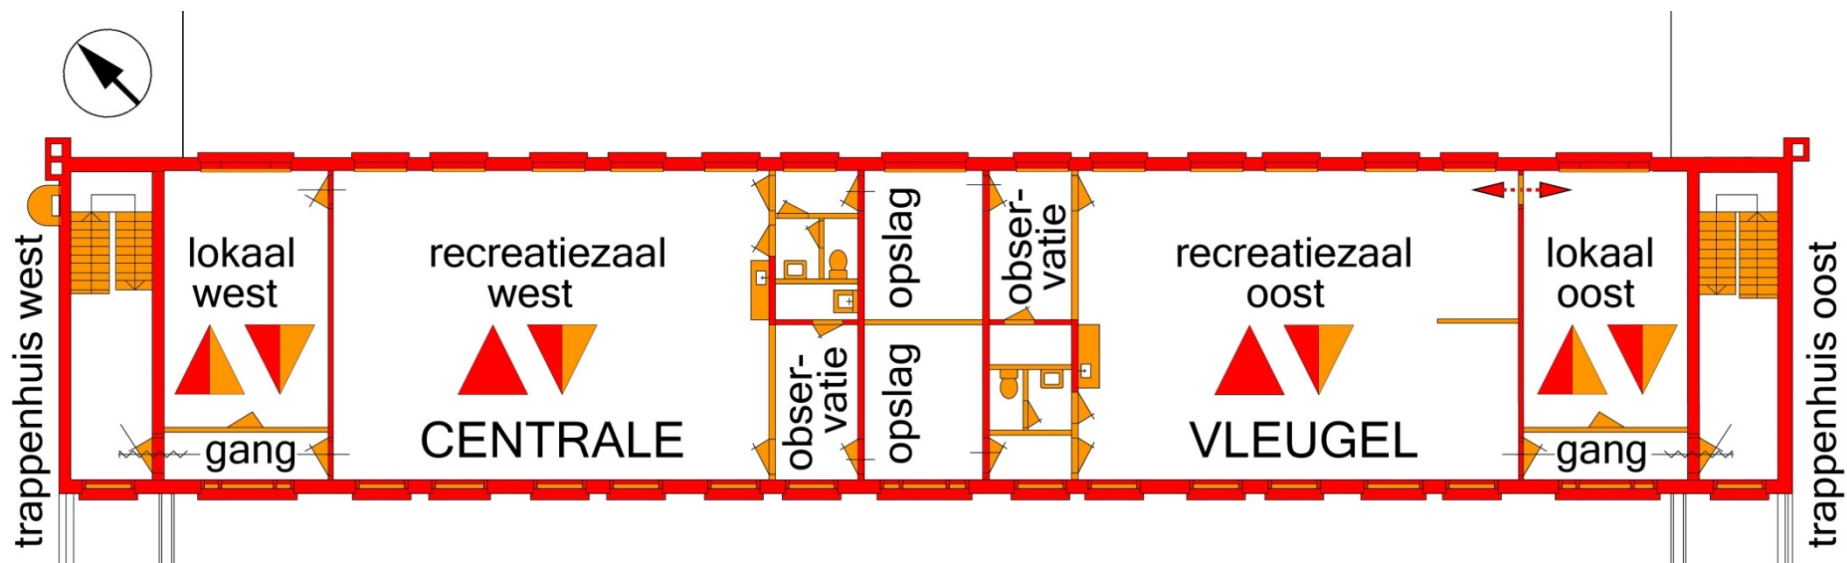 trappenhuis west
lokaal
west
gang
recreatiezaal
west
CENTRALE
obser-
vatie
opslag
opslag
obser-
vatie
recreatiezaal
oost
VLEUGEL
lokaal
oost
gang
trappenhuis oost